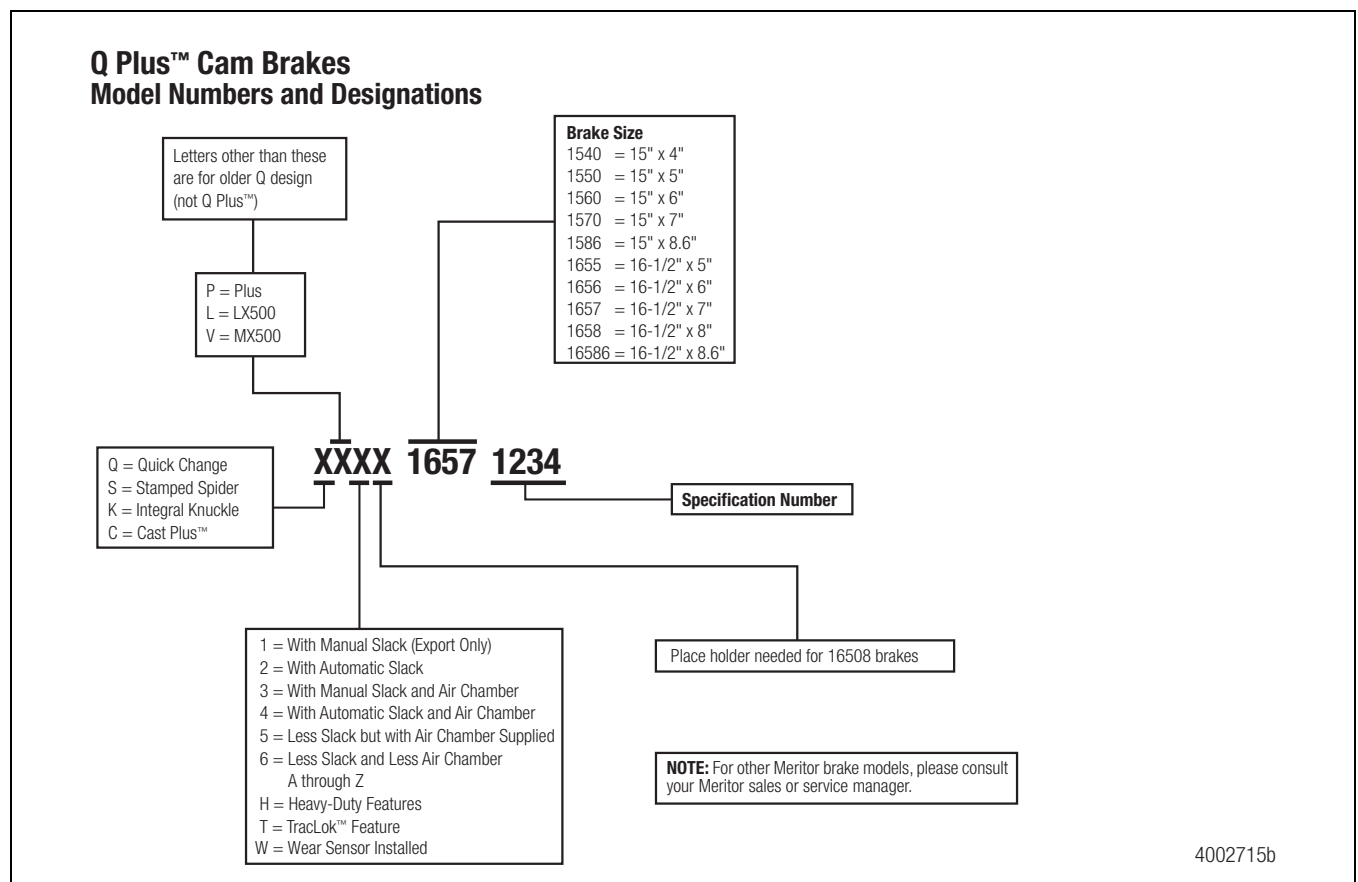 Q Plus™ Cam Brakes
Model Numbers and Designations
Letters other than these
are for older Q design
(not Q Plus™)
P = Plus
L = LX500
V = MX500
Brake Size
1540 = 15" x 4"
1550 = 15" x 5"
1560 = 15" x 6"
1570 = 15" x 7"
1586 = 15" x 8.6"
1655 = 16-1/2" x 5"
1656 = 16-1/2" x 6"
1657 = 16-1/2" x 7"
1658 = 16-1/2" x 8"
16586 = 16-1/2" x 8.6"
Q = Quick Change
S = Stamped Spider
K = Integral Knuckle
C = Cast Plus™
XXXX 1657 1234
Specification Number
1 = With Manual Slack (Export Only)
2 = With Automatic Slack
3 = With Manual Slack and Air Chamber
4 = With Automatic Slack and Air Chamber
5 = Less Slack but with Air Chamber Supplied
6 = Less Slack and Less Air Chamber
A through Z
H = Heavy-Duty Features
T = TracLok™ Feature
W = Wear Sensor Installed
Place holder needed for 16508 brakes
NOTE: For other Meritor brake models, please consult
your Meritor sales or service manager.
4002715b